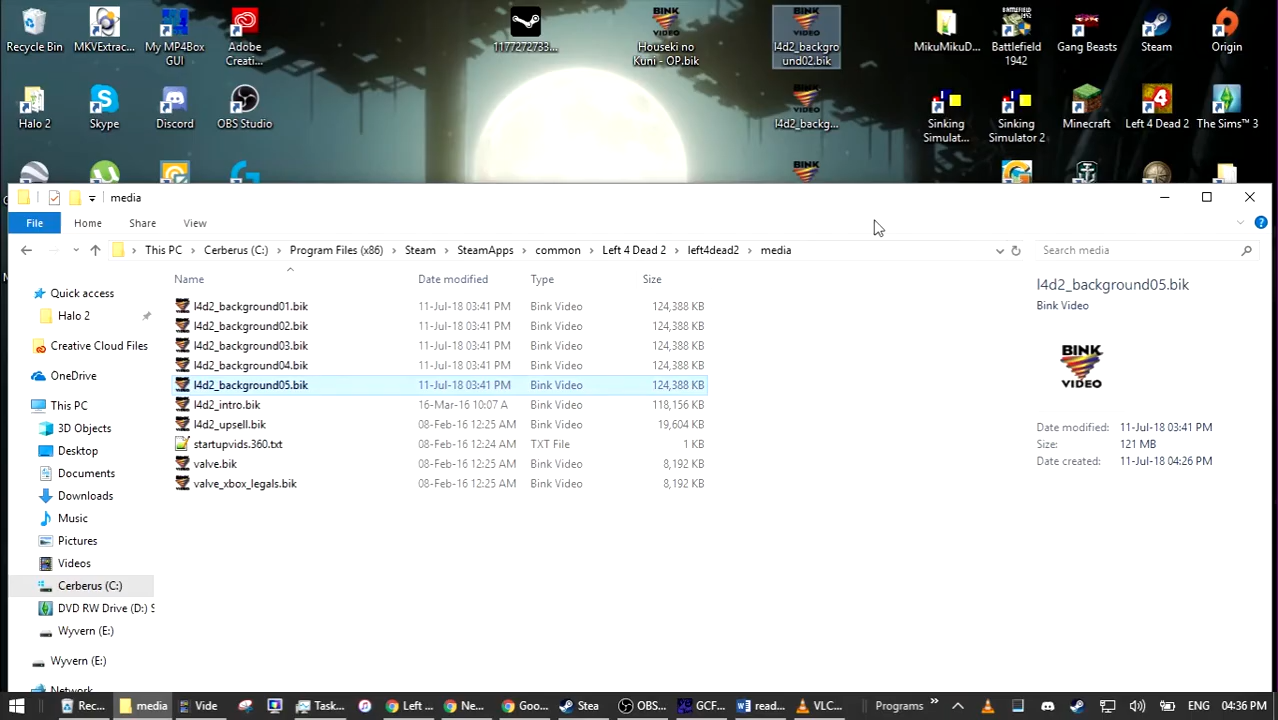 Recycle Bin
MKVExtrac...
My MP4Box
GUI
Adobe
Creati...
1177272733...
BINK
VIDEO
Houseki no
Kuni - OP.bik
BINK
VIDEO
l4d2_backgro
und02.bik
MikuMikuD...
Battlefield
1942
Gang Beasts
Steam
Origin
Halo 2
Skype
Discord
OBS Studio
l4d2_backg...
Sinking
Simulat...
Sinking
Simulator 2
Minecraft
Left 4 Dead 2
The Sims™ 3
media
File
Home
Share
View
This PC
Cerberus (C:)
Program Files (x86)
Steam
SteamApps
common
Left 4 Dead 2
left4dead2
media
Search media
Name
Date modified
Type
Size
l4d2_background01.bik 11-Jul-18 03:41 PM Bink Video 124,388 KB
l4d2_background02.bik 11-Jul-18 03:41 PM Bink Video 124,388 KB
l4d2_background03.bik 11-Jul-18 03:41 PM Bink Video 124,388 KB
l4d2_background04.bik 11-Jul-18 03:41 PM Bink Video 124,388 KB
l4d2_background05.bik 11-Jul-18 03:41 PM Bink Video 124,388 KB
l4d2_intro.bik 16-Mar-16 10:07 A Bink Video 118,156 KB
l4d2_upsell.bik 08-Feb-16 12:25 AM Bink Video 19,604 KB
startupvids.360.txt 08-Feb-16 12:24 AM TXT File 1 KB
valve.bik 08-Feb-16 12:25 AM Bink Video 8,192 KB
valve_xbox_legals.bik 08-Feb-16 12:25 AM Bink Video 8,192 KB
Quick access
Halo 2
Creative Cloud Files
OneDrive
This PC
3D Objects
Desktop
Documents
Downloads
Music
Pictures
Videos
Cerberus (C:)
DVD RW Drive (D:) S
Wyvern (E:)
Wyvern (E:)
Network
l4d2_background05.bik
Bink Video
BINK
VIDEO
Date modified: 11-Jul-18 03:41 PM
Size: 121 MB
Date created: 11-Jul-18 04:26 PM
Rec...
media
Vide
Task...
Left ...
Ne...
Goo...
Stea
OBS...
GCF...
read...
VLC...
Programs
ENG
04:36 PM